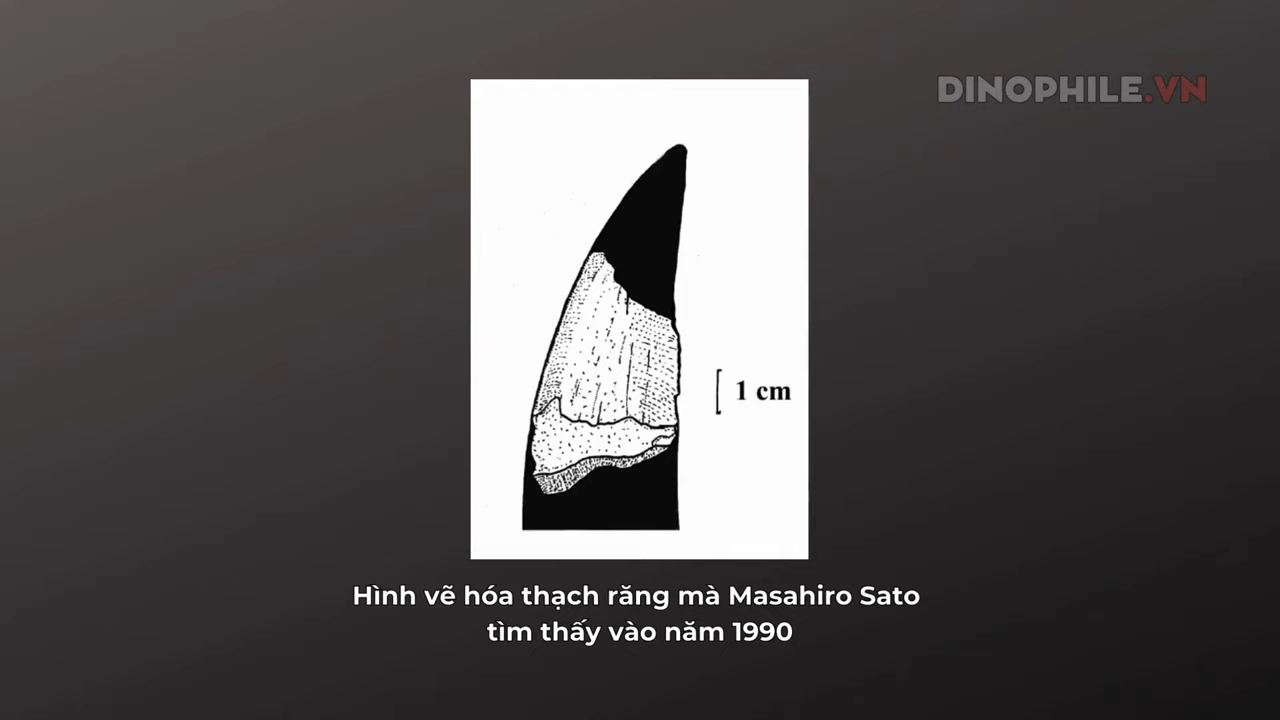 DINOPHILE.VN
1 cm
Hình vẽ hóa thạch răng mà Masahiro Sato
tìm thấy vào năm 1990